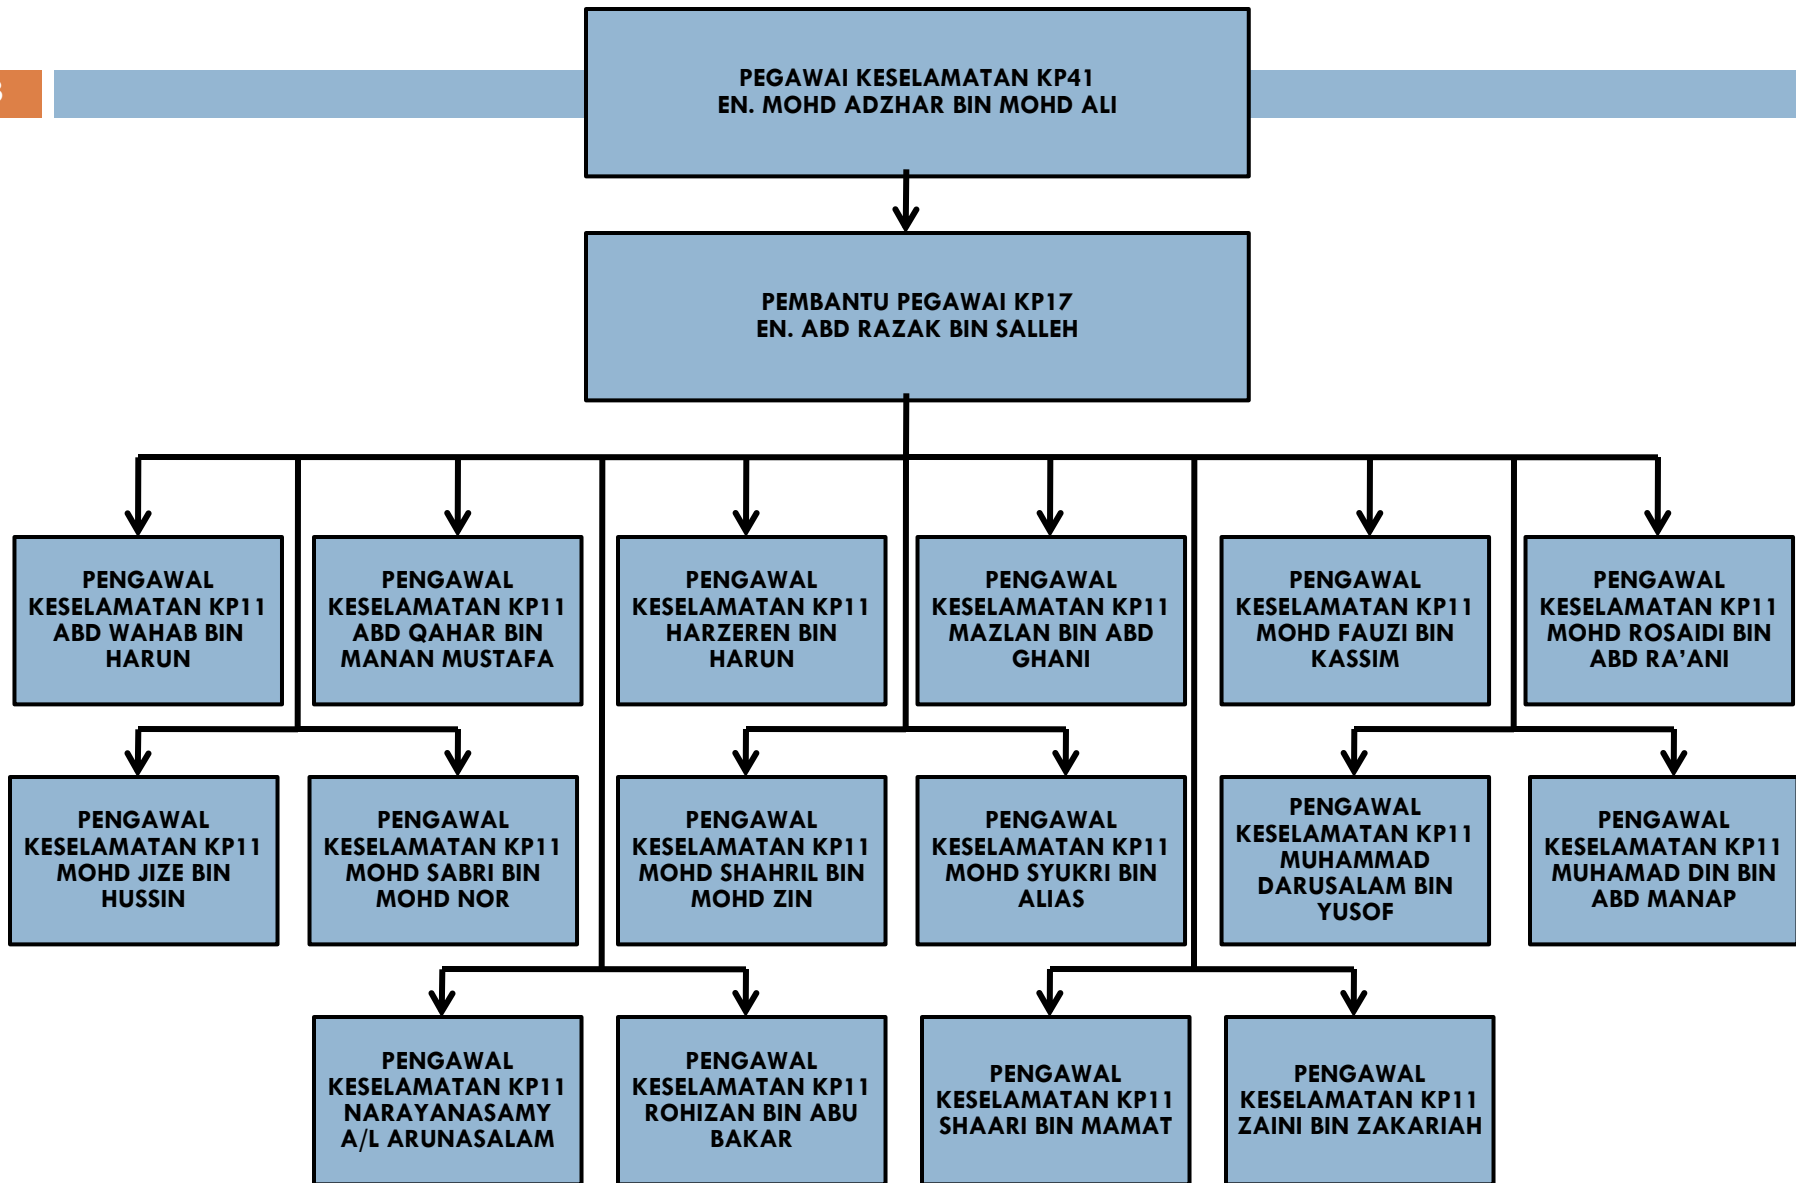 PEGAWAI KESELAMATAN KP41
EN. MOHD ADZHAR BIN MOHD ALI
PEMBANTU PEGAWAI KP17
EN. ABD RAZAK BIN SALLEH
PENGAWAL
KESELAMATAN KP11
ABD WAHAB BIN
HARUN
PENGAWAL
KESELAMATAN KP11
ABD QAHAR BIN
MANAN MUSTAFA
PENGAWAL
KESELAMATAN KP11
HARZEREN BIN
HARUN
PENGAWAL
KESELAMATAN KP11
MAZLAN BIN ABD
GHANI
PENGAWAL
KESELAMATAN KP11
MOHD FAUZI BIN
KASSIM
PENGAWAL
KESELAMATAN KP11
MOHD ROSAIDI BIN
ABD RA’ANI
PENGAWAL
KESELAMATAN KP11
MOHD JIZE BIN
HUSSIN
PENGAWAL
KESELAMATAN KP11
MOHD SABRI BIN
MOHD NOR
PENGAWAL
KESELAMATAN KP11
MOHD SHAHRIL BIN
MOHD ZIN
PENGAWAL
KESELAMATAN KP11
MOHD SYUKRI BIN
ALIAS
PENGAWAL
KESELAMATAN KP11
MUHAMMAD
DARUSALAM BIN
YUSOF
PENGAWAL
KESELAMATAN KP11
MUHAMAD DIN BIN
ABD MANAP
PENGAWAL
KESELAMATAN KP11
NARAYANASAMY
A/L ARUNASALAM
PENGAWAL
KESELAMATAN KP11
ROHIZAN BIN ABU
BAKAR
PENGAWAL
KESELAMATAN KP11
SHAARI BIN MAMAT
PENGAWAL
KESELAMATAN KP11
ZAINI BIN ZAKARIAH